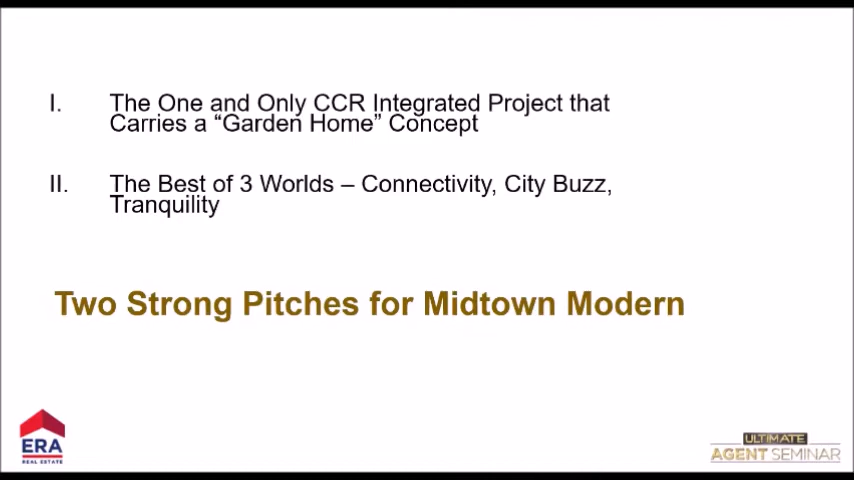 I. The One and Only CCR Integrated Project that
Carries a “Garden Home” Concept
II. The Best of 3 Worlds – Connectivity, City Buzz,
Tranquility
Two Strong Pitches for Midtown Modern
ERA
REAL ESTATE
ULTIMATE
AGENT SEMINAR